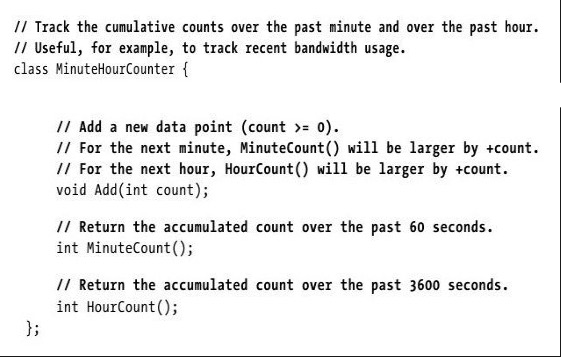 // Track the cumulative counts over the past minute and over the past hour.
// Useful, for example, to track recent bandwidth usage.
class MinuteHourCounter {
// Add a new data point (count >= 0).
// For the next minute, MinuteCount() will be larger by +count.
// For the next hour, HourCount() will be larger by +count.
void Add(int count);
// Return the accumulated count over the past 60 seconds.
int MinuteCount();
// Return the accumulated count over the past 3600 seconds.
int HourCount();
};